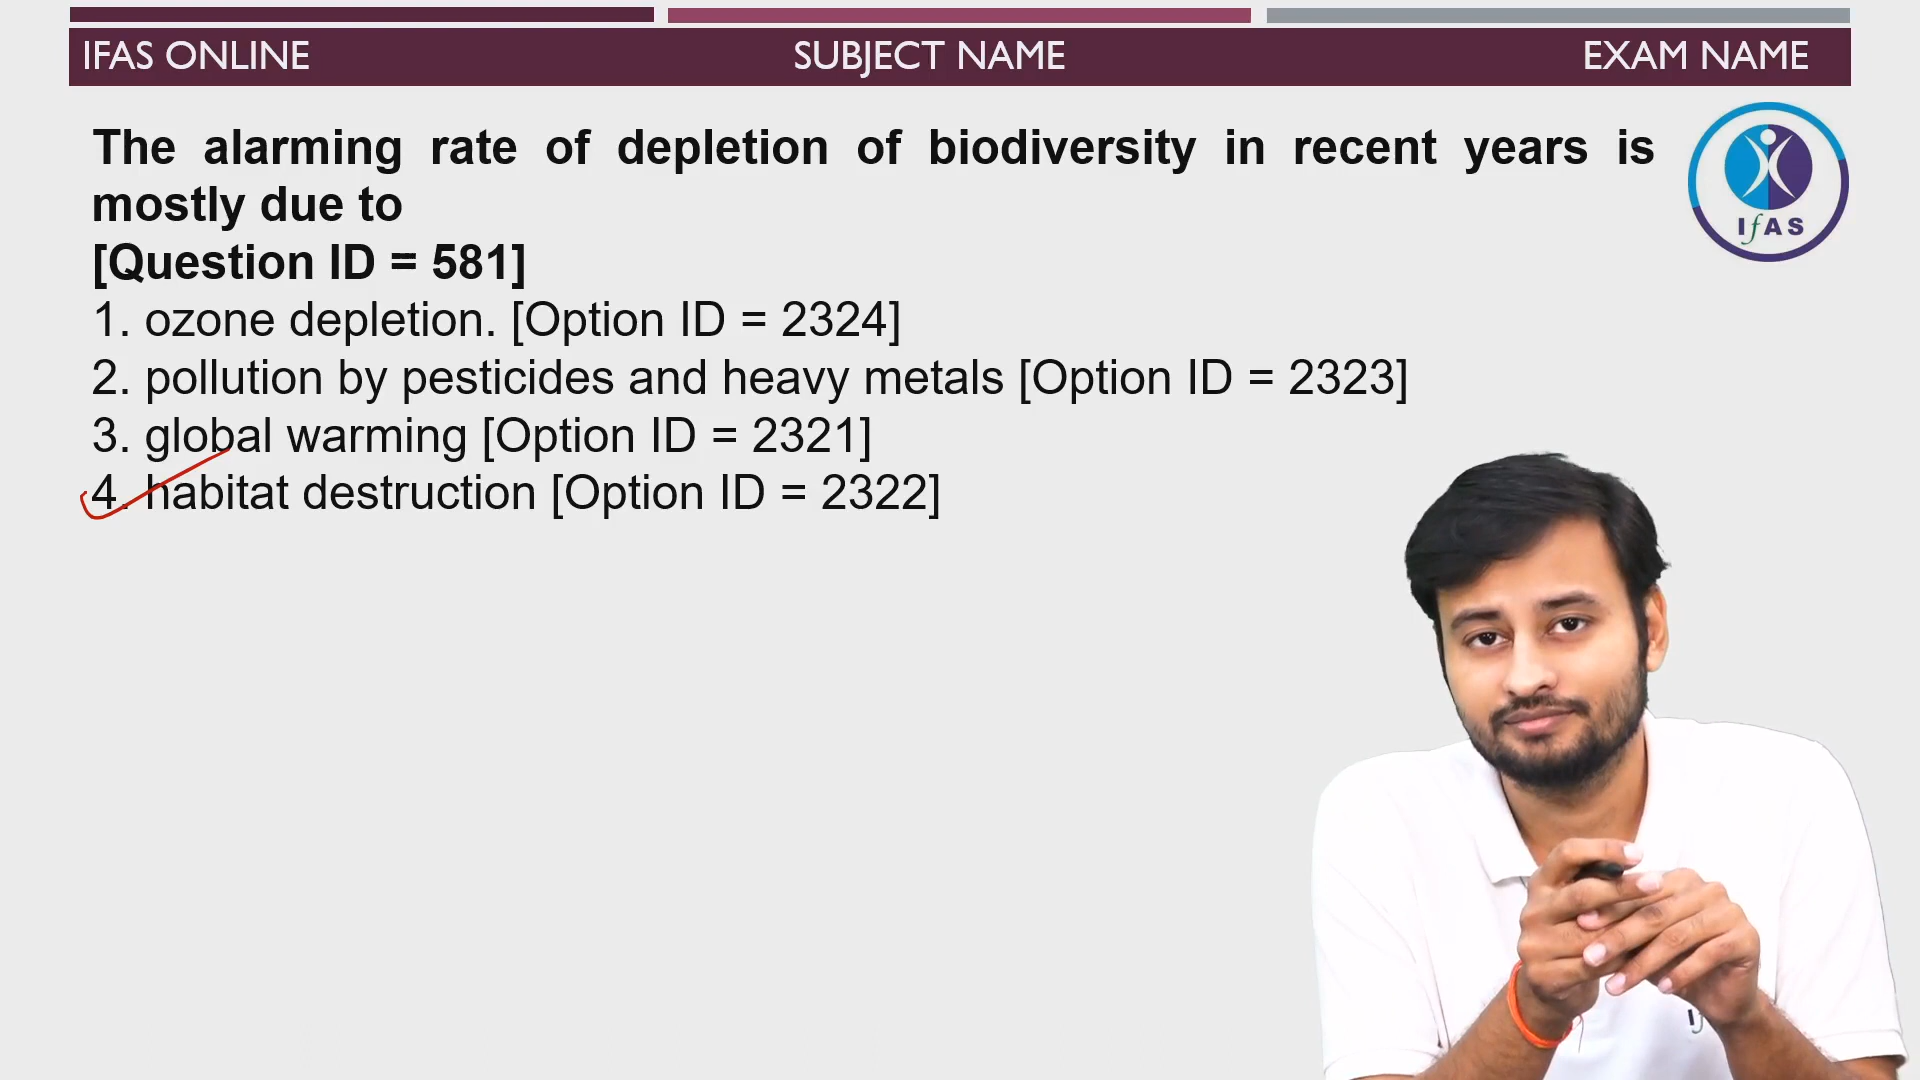 IFAS ONLINE SUBJECT NAME EXAM NAME
The alarming rate of depletion of biodiversity in recent years is
mostly due to
[Question ID = 581]
1. ozone depletion. [Option ID = 2324]
2. pollution by pesticides and heavy metals [Option ID = 2323]
3. global warming [Option ID = 2321]
4. habitat destruction [Option ID = 2322]
IfAS